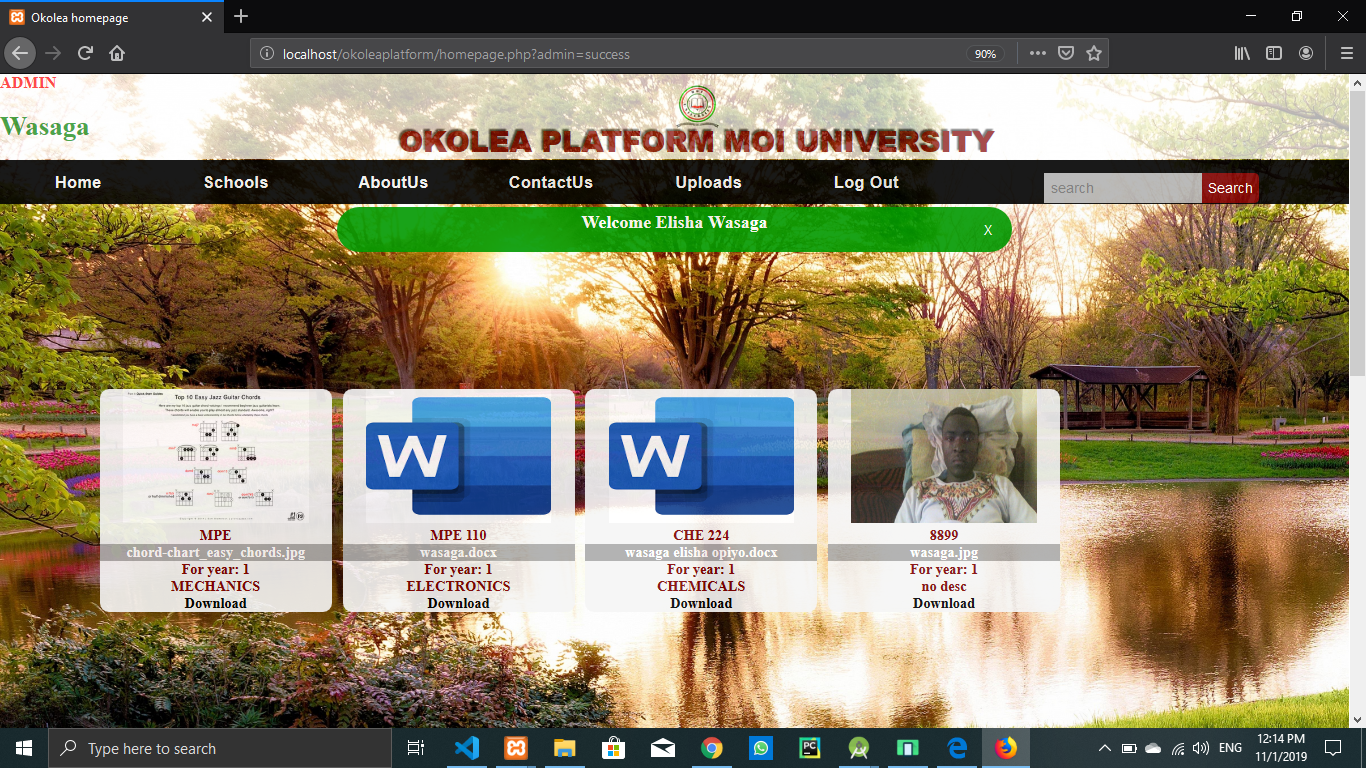 Okolea homepage
localhost/okoleaplatform/homepage.php?admin=success
90%
ADMIN
Wasaga
OKOLEA PLATFORM MOI UNIVERSITY
Home Schools AboutUs ContactUs Uploads Log Out search Search
Welcome Elisha Wasaga X
Top 10 Easy Jazz Guitar Chords
MPE
chord-chart_easy_chords.jpg
For year: 1
MECHANICS
Download
W
MPE 110
wasaga.docx
For year: 1
ELECTRONICS
Download
W
CHE 224
wasaga elisha opiyo.docx
For year: 1
CHEMICALS
Download
8899
wasaga.jpg
For year: 1
no desc
Download
Type here to search
PC
ENG
12:14 PM
11/1/2019